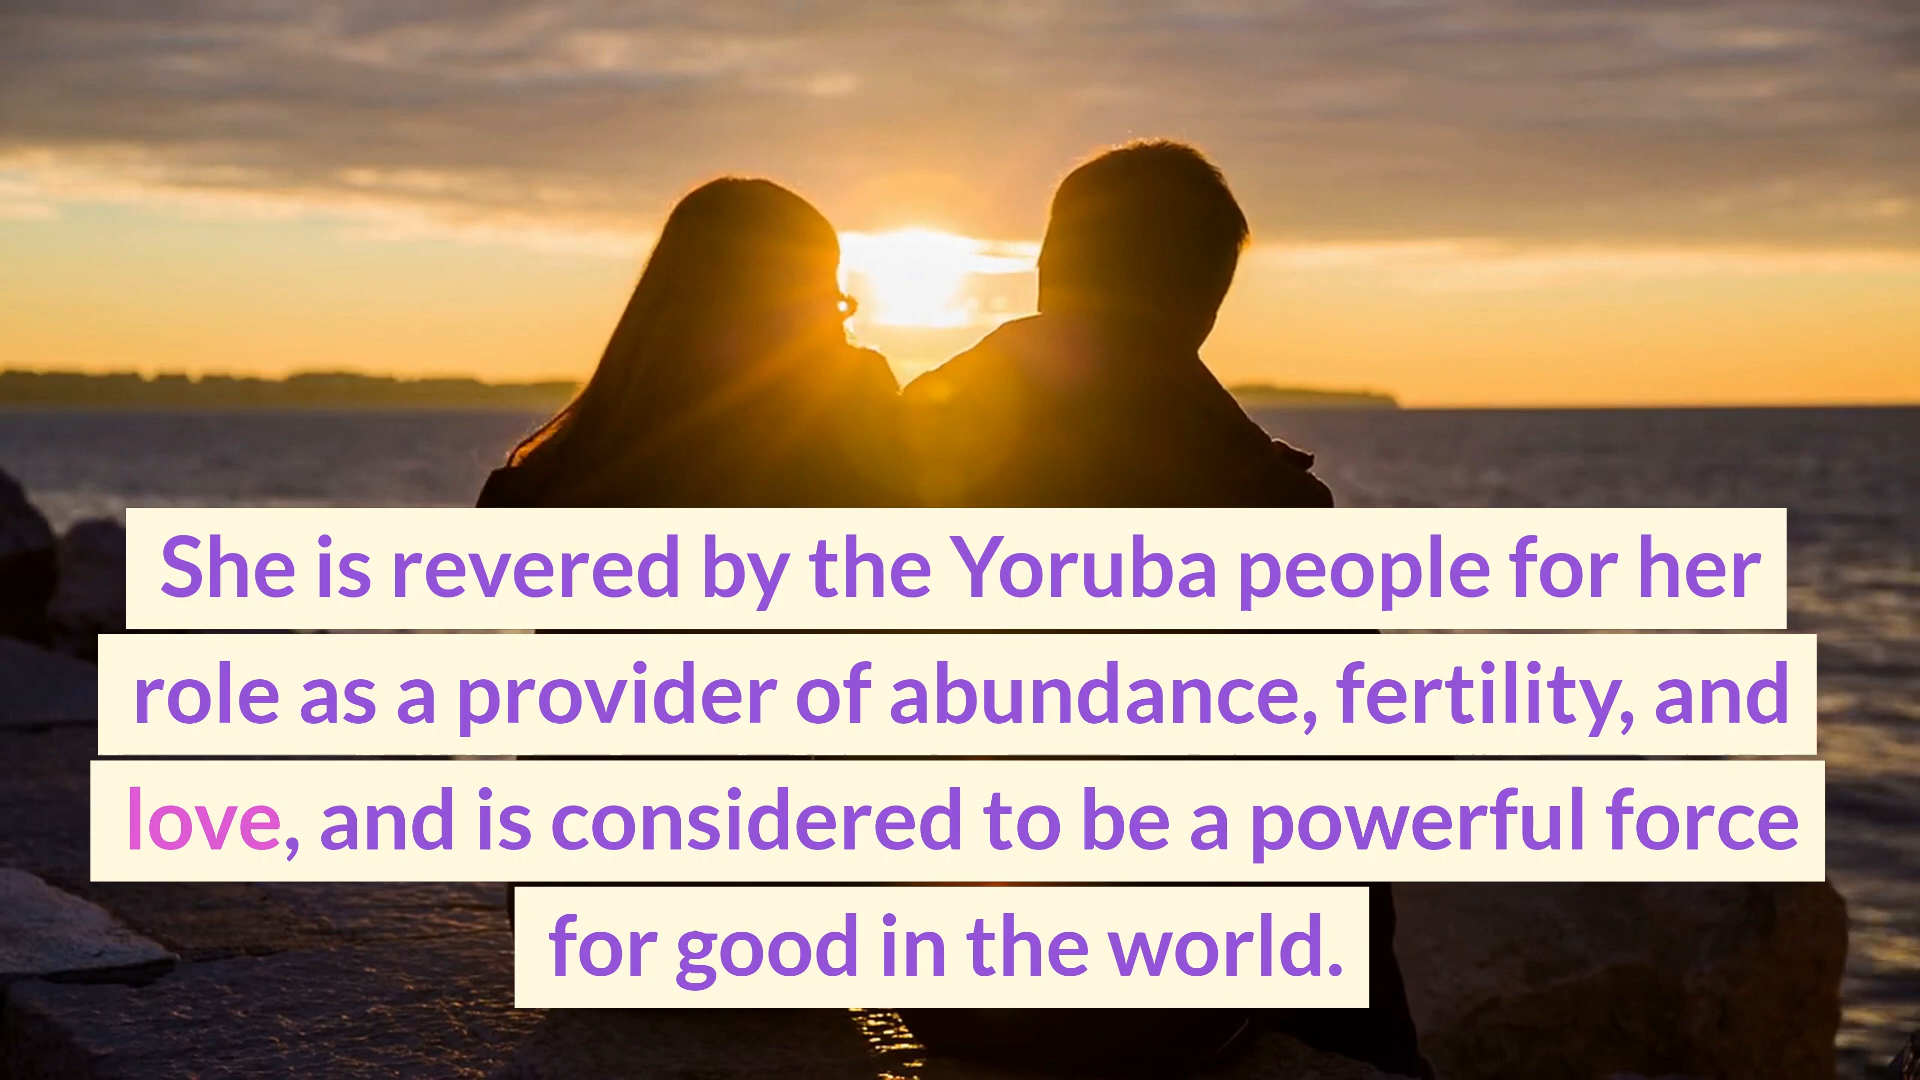 She is revered by the Yoruba people for her
role as a provider of abundance, fertility, and
love, and is considered to be a powerful force
for good in the world.